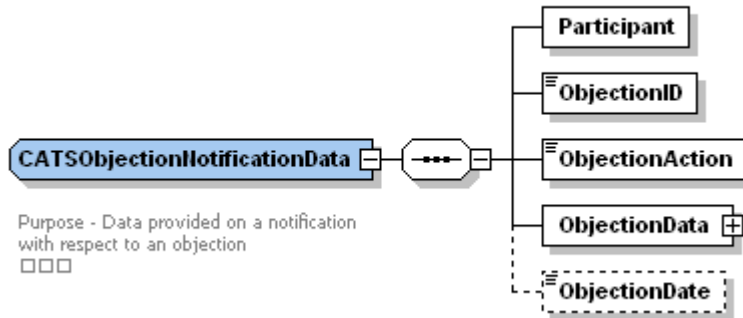 Participant
ObjectionID
CATSObjectionNotificationData
ObjectionAction
Purpose - Data provided on a notification
with respect to an objection
ObjectionData
ObjectionDate